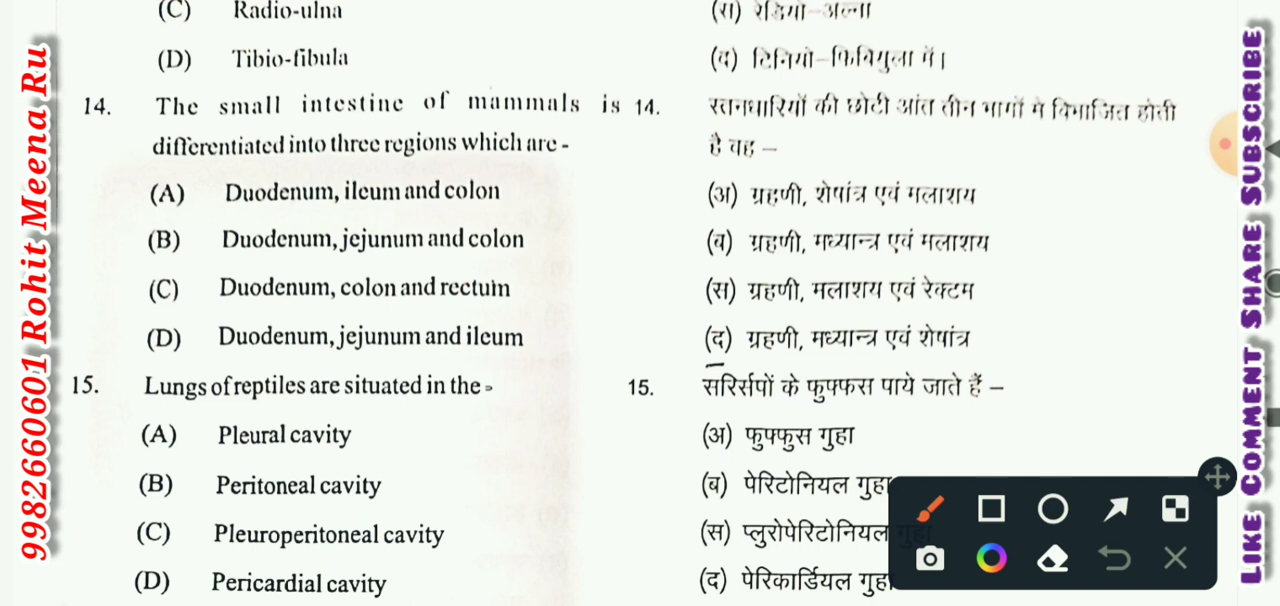 (C) Radio-ulna
(D) Tibio-fibula
14. The small intestine of mammals is differentiated into three regions which are -
(A) Duodenum, ileum and colon
(B) Duodenum, jejunum and colon
(C) Duodenum, colon and rectum
(D) Duodenum, jejunum and ileum
15. Lungs of reptiles are situated in the -
(A) Pleural cavity
(B) Peritoneal cavity
(C) Pleuroperitoneal cavity
(D) Pericardial cavity
(स) रेडियो-अल्ना
(द) टिनियो-फिविगुला में।
14. स्तनधारियों की छोटी आंत तीन भागों मे विभाजित होती
है वह –
(अ) ग्रहणी, शेषांत्र एवं मलाशय
(ब) ग्रहणी, मध्यान्त्र एवं मलाशय
(स) ग्रहणी, मलाशय एवं रेक्टम
(द) ग्रहणी, मध्यान्त्र एवं शेषांत्र
15. सरिर्सपों के फुफ्फस पाये जाते हैं –
(अ) फुफ्फुस गुहा
(ब) पेरिटोनियल गुहा
(स) प्लुरोपेरिटोनियल गुहा
(द) पेरिकार्डियल गुहा
9982660601 Rohit Meena Ru
LIKE COMMENT SHARE SUBSCRIBE